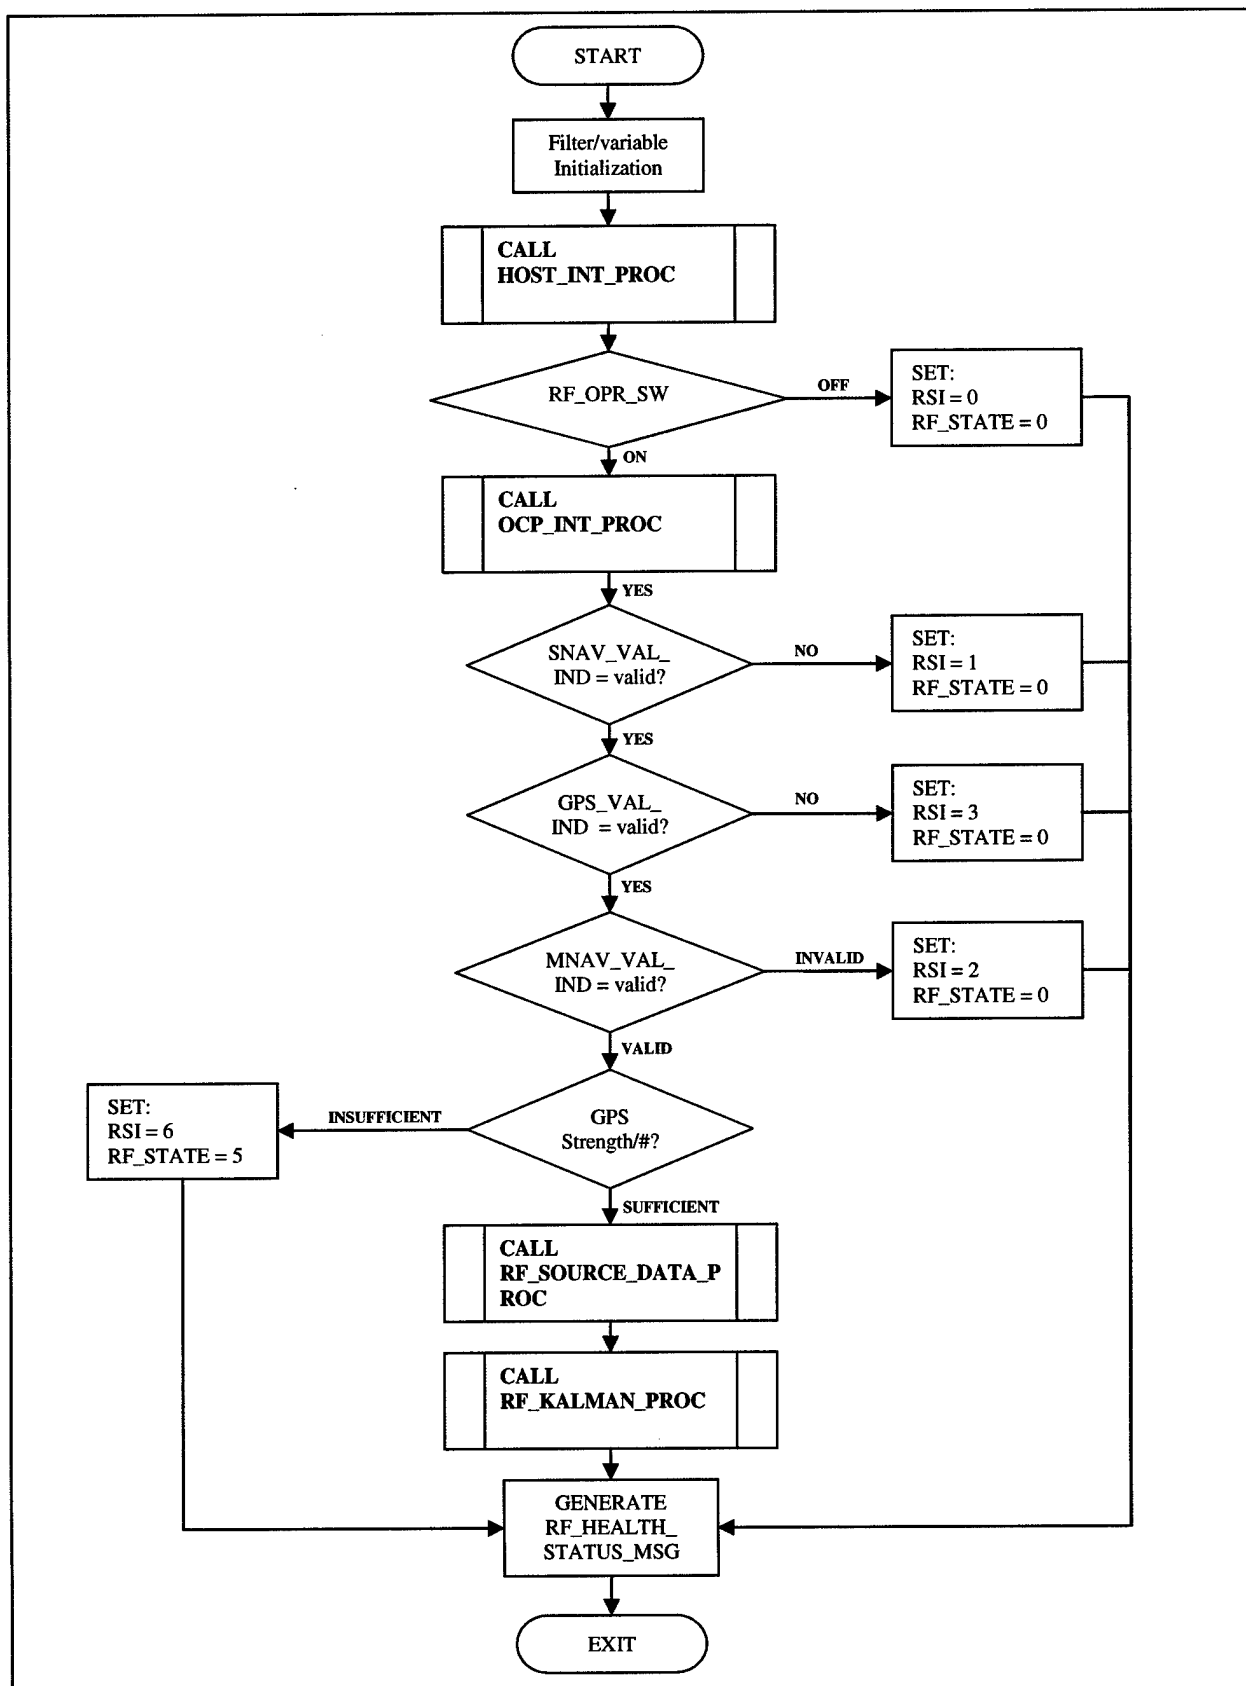 START
Filter/variable
Initialization
CALL
HOST_INT_PROC
RF_OPR_SW
OFF
SET:
RSI = 0
RF_STATE = 0
ON
CALL
OCP_INT_PROC
YES
SNAV_VAL_
IND = valid?
NO
SET:
RSI = 1
RF_STATE = 0
YES
GPS_VAL_
IND = valid?
NO
SET:
RSI = 3
RF_STATE = 0
YES
MNAV_VAL_
IND = valid?
INVALID
SET:
RSI = 2
RF_STATE = 0
VALID
GPS
Strength/#?
INSUFFICIENT
SET:
RSI = 6
RF_STATE = 5
SUFFICIENT
CALL
RF_SOURCE_DATA_P
ROC
CALL
RF_KALMAN_PROC
GENERATE
RF_HEALTH_
STATUS_MSG
EXIT